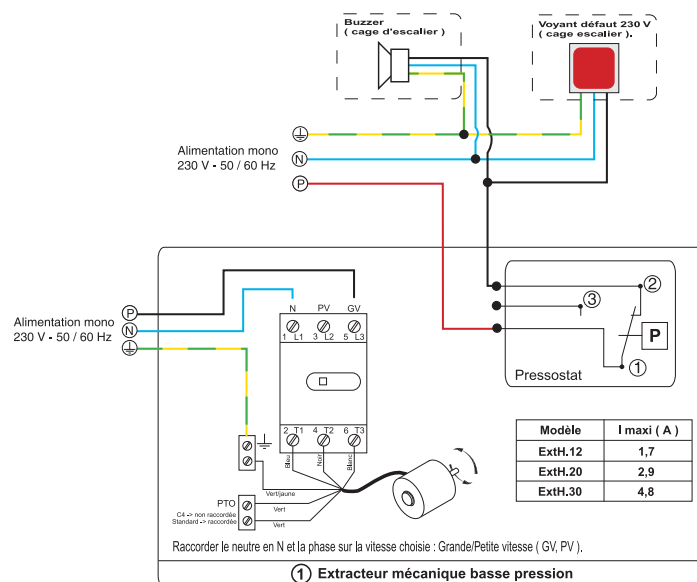 Buzzer
( cage d'escalier )
Voyant défaut 230 V
( cage escalier ).
Alimentation mono
230 V - 50 / 60 Hz
N
P
Alimentation mono
230 V - 50 / 60 Hz
P
N
N PV GV
1 L1 3 L2 5 L3
2 T1 4 T2 6 T3
Bleu
Noir
Blanc
Vert/jaune
PTO
C4 -> non raccordée
Standard -> raccordée
Vert
Vert
2
3
P
1
Pressostat
Modèle I maxi ( A )
ExtH.12 1,7
ExtH.20 2,9
ExtH.30 4,8
Raccorder le neutre en N et la phase sur la vitesse choisie : Grande/Petite vitesse ( GV, PV ).
1 Extracteur mécanique basse pression